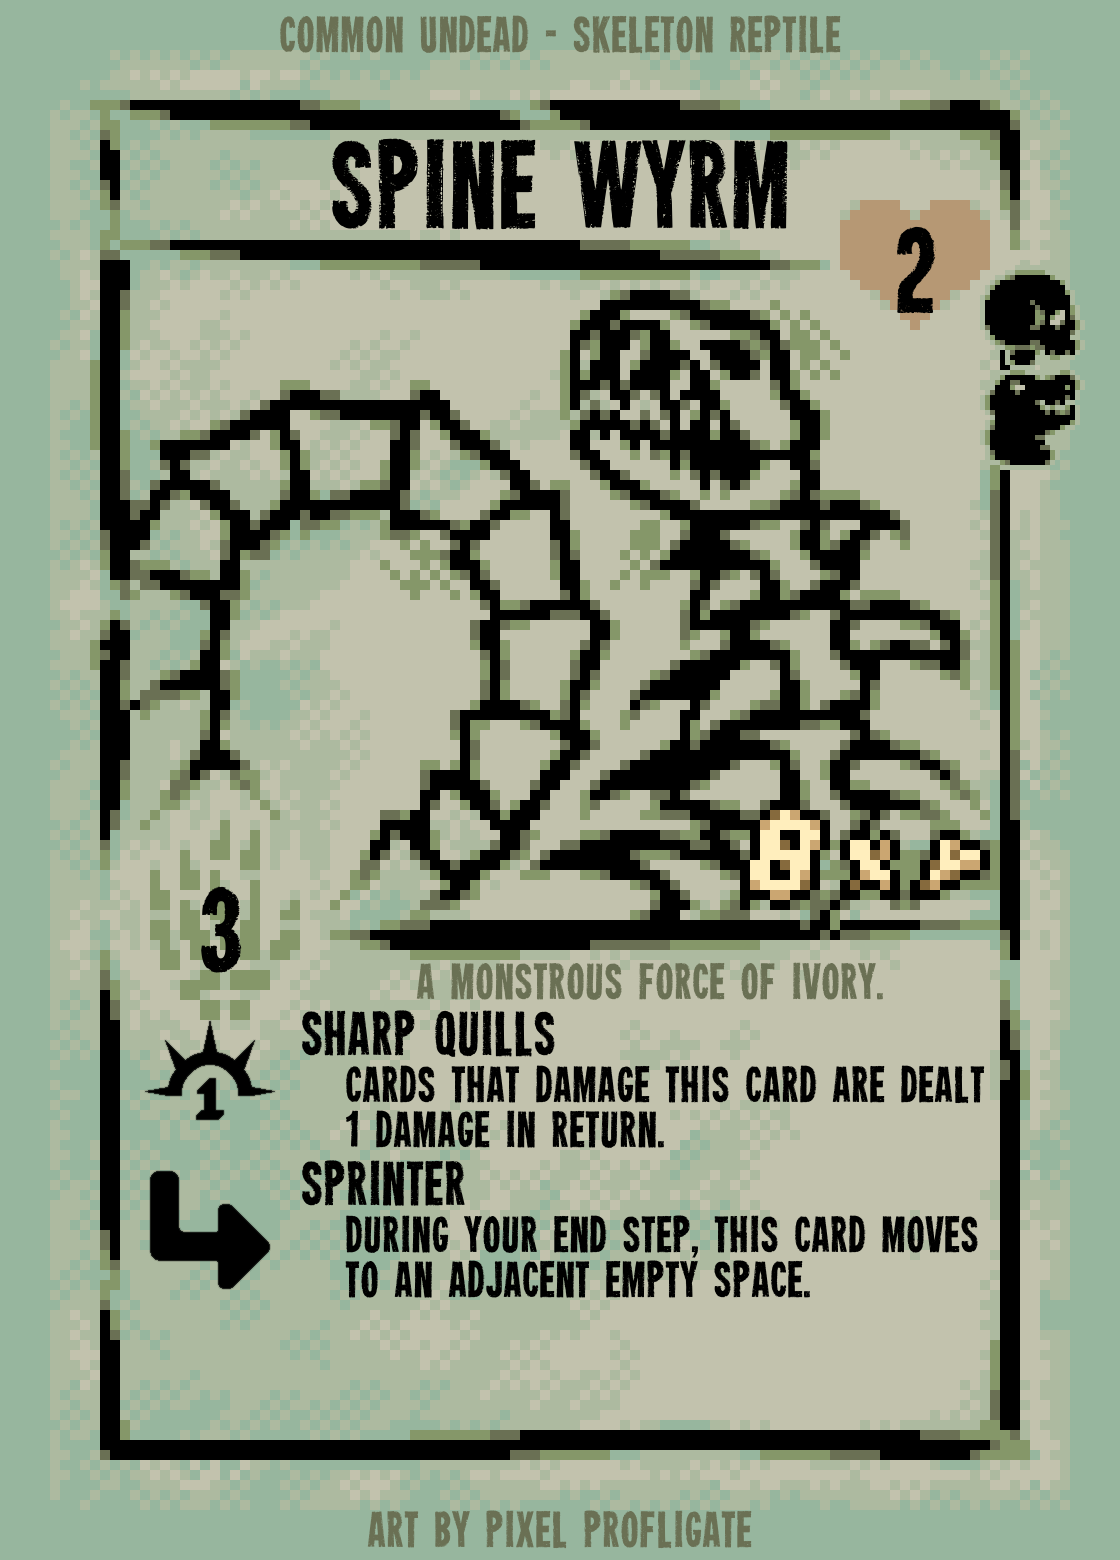 COMMON UNDEAD - SKELETON REPTILE
SPINE WYRM
2
8 X Y
3
A MONSTROUS FORCE OF IVORY.
SHARP QUILLS
1
CARDS THAT DAMAGE THIS CARD ARE DEALT
1 DAMAGE IN RETURN.
SPRINTER
DURING YOUR END STEP, THIS CARD MOVES
TO AN ADJACENT EMPTY SPACE.
ART BY PIXEL PROFLIGATE